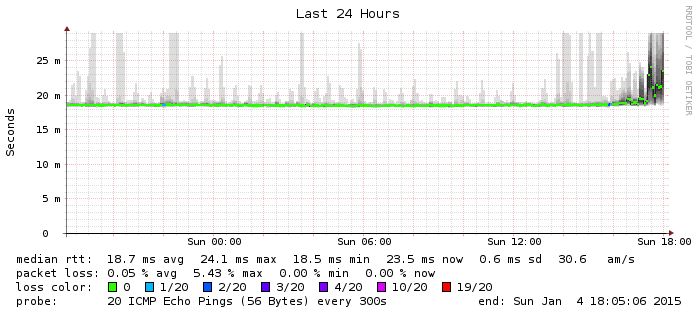 Last 24 Hours
RRDTOOL / TOBI OETIKER
Seconds
25 m
20 m
15 m
10 m
5 m
0
Sun 00:00 Sun 06:00 Sun 12:00 Sun 18:00
median rtt: 18.7 ms avg 24.1 ms max 18.5 ms min 23.5 ms now 0.6 ms sd 30.6 am/s
packet loss: 0.05 % avg 5.43 % max 0.00 % min 0.00 % now
loss color: 0 1/20 2/20 3/20 4/20 10/20 19/20
probe: 20 ICMP Echo Pings (56 Bytes) every 300s end: Sun Jan 4 18:05:06 2015